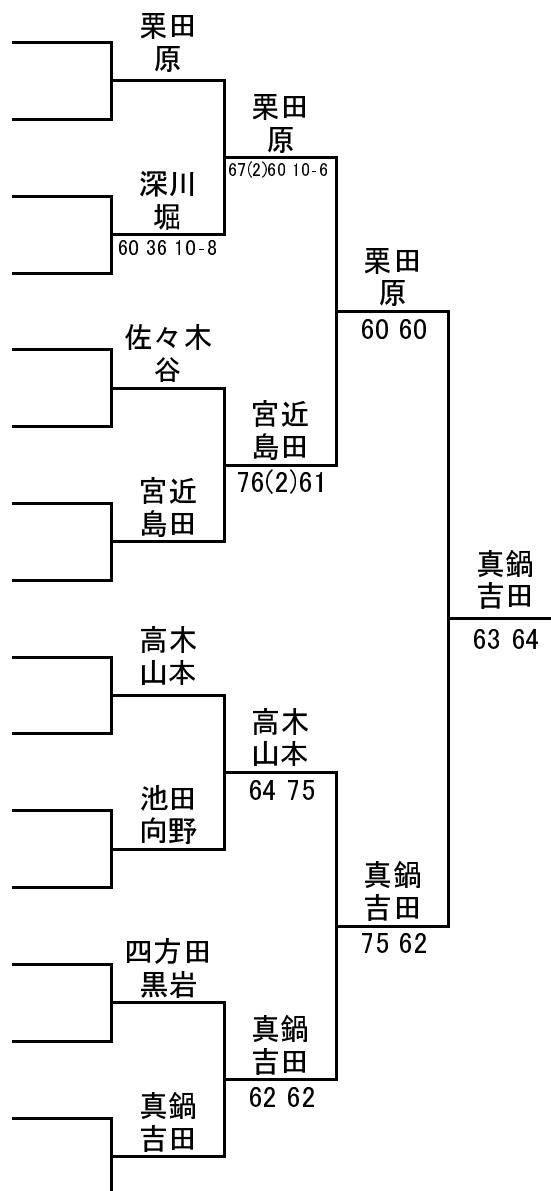 栗田
原
深川
堀
60 36 10-8
佐々木
谷
宮近
島田
高木
山本
池田
向野
四方田
黒岩
真鍋
吉田
栗田
原
67(2)60 10-6
宮近
島田
76(2)61
高木
山本
64 75
真鍋
吉田
62 62
栗田
原
60 60
真鍋
吉田
75 62
真鍋
吉田
63 64